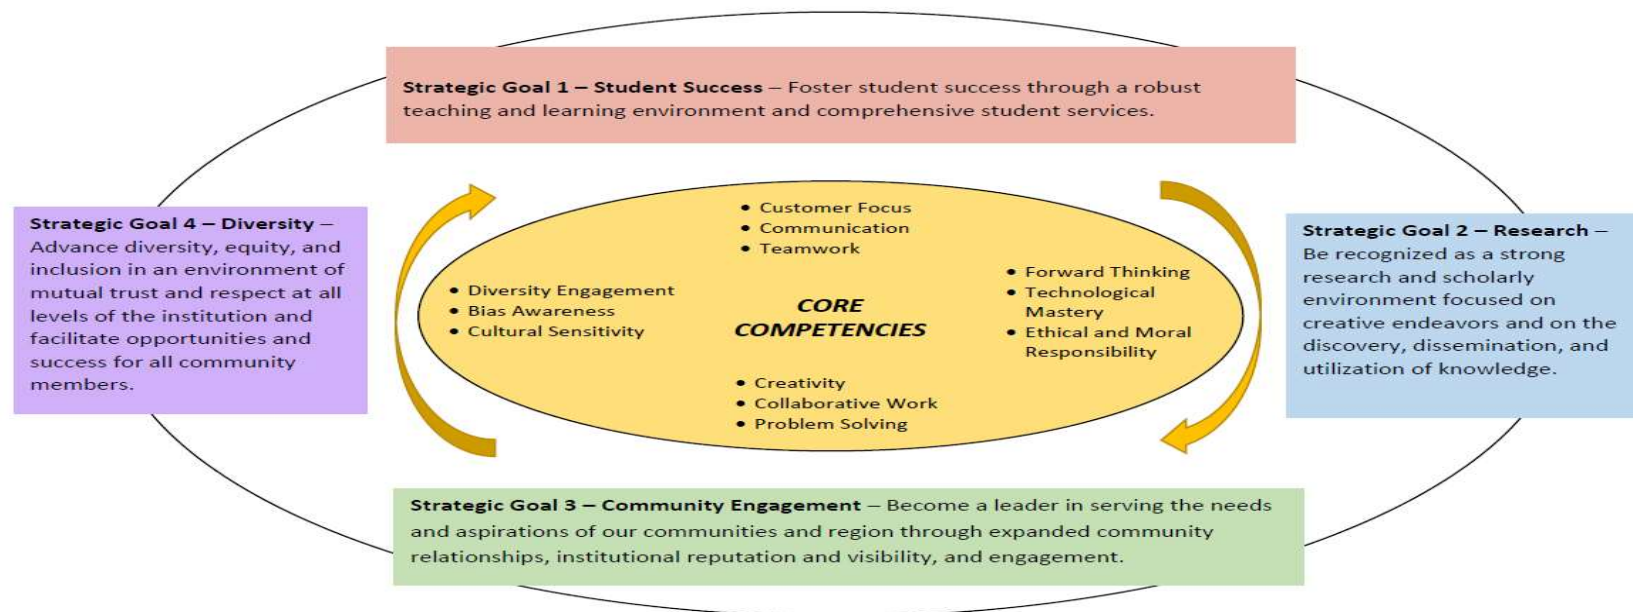 Strategic Goal 1 – Student Success – Foster student success through a robust
teaching and learning environment and comprehensive student services.
Strategic Goal 4 – Diversity –
Advance diversity, equity, and
inclusion in an environment of
mutual trust and respect at all
levels of the institution and
facilitate opportunities and
success for all community
members.
• Customer Focus
• Communication
• Teamwork
• Diversity Engagement
• Bias Awareness
• Cultural Sensitivity
CORE
COMPETENCIES
• Forward Thinking
• Technological
Mastery
• Ethical and Moral
Responsibility
• Creativity
• Collaborative Work
• Problem Solving
Strategic Goal 2 – Research –
Be recognized as a strong
research and scholarly
environment focused on
creative endeavors and on the
discovery, dissemination, and
utilization of knowledge.
Strategic Goal 3 – Community Engagement – Become a leader in serving the needs
and aspirations of our communities and region through expanded community
relationships, institutional reputation and visibility, and engagement.